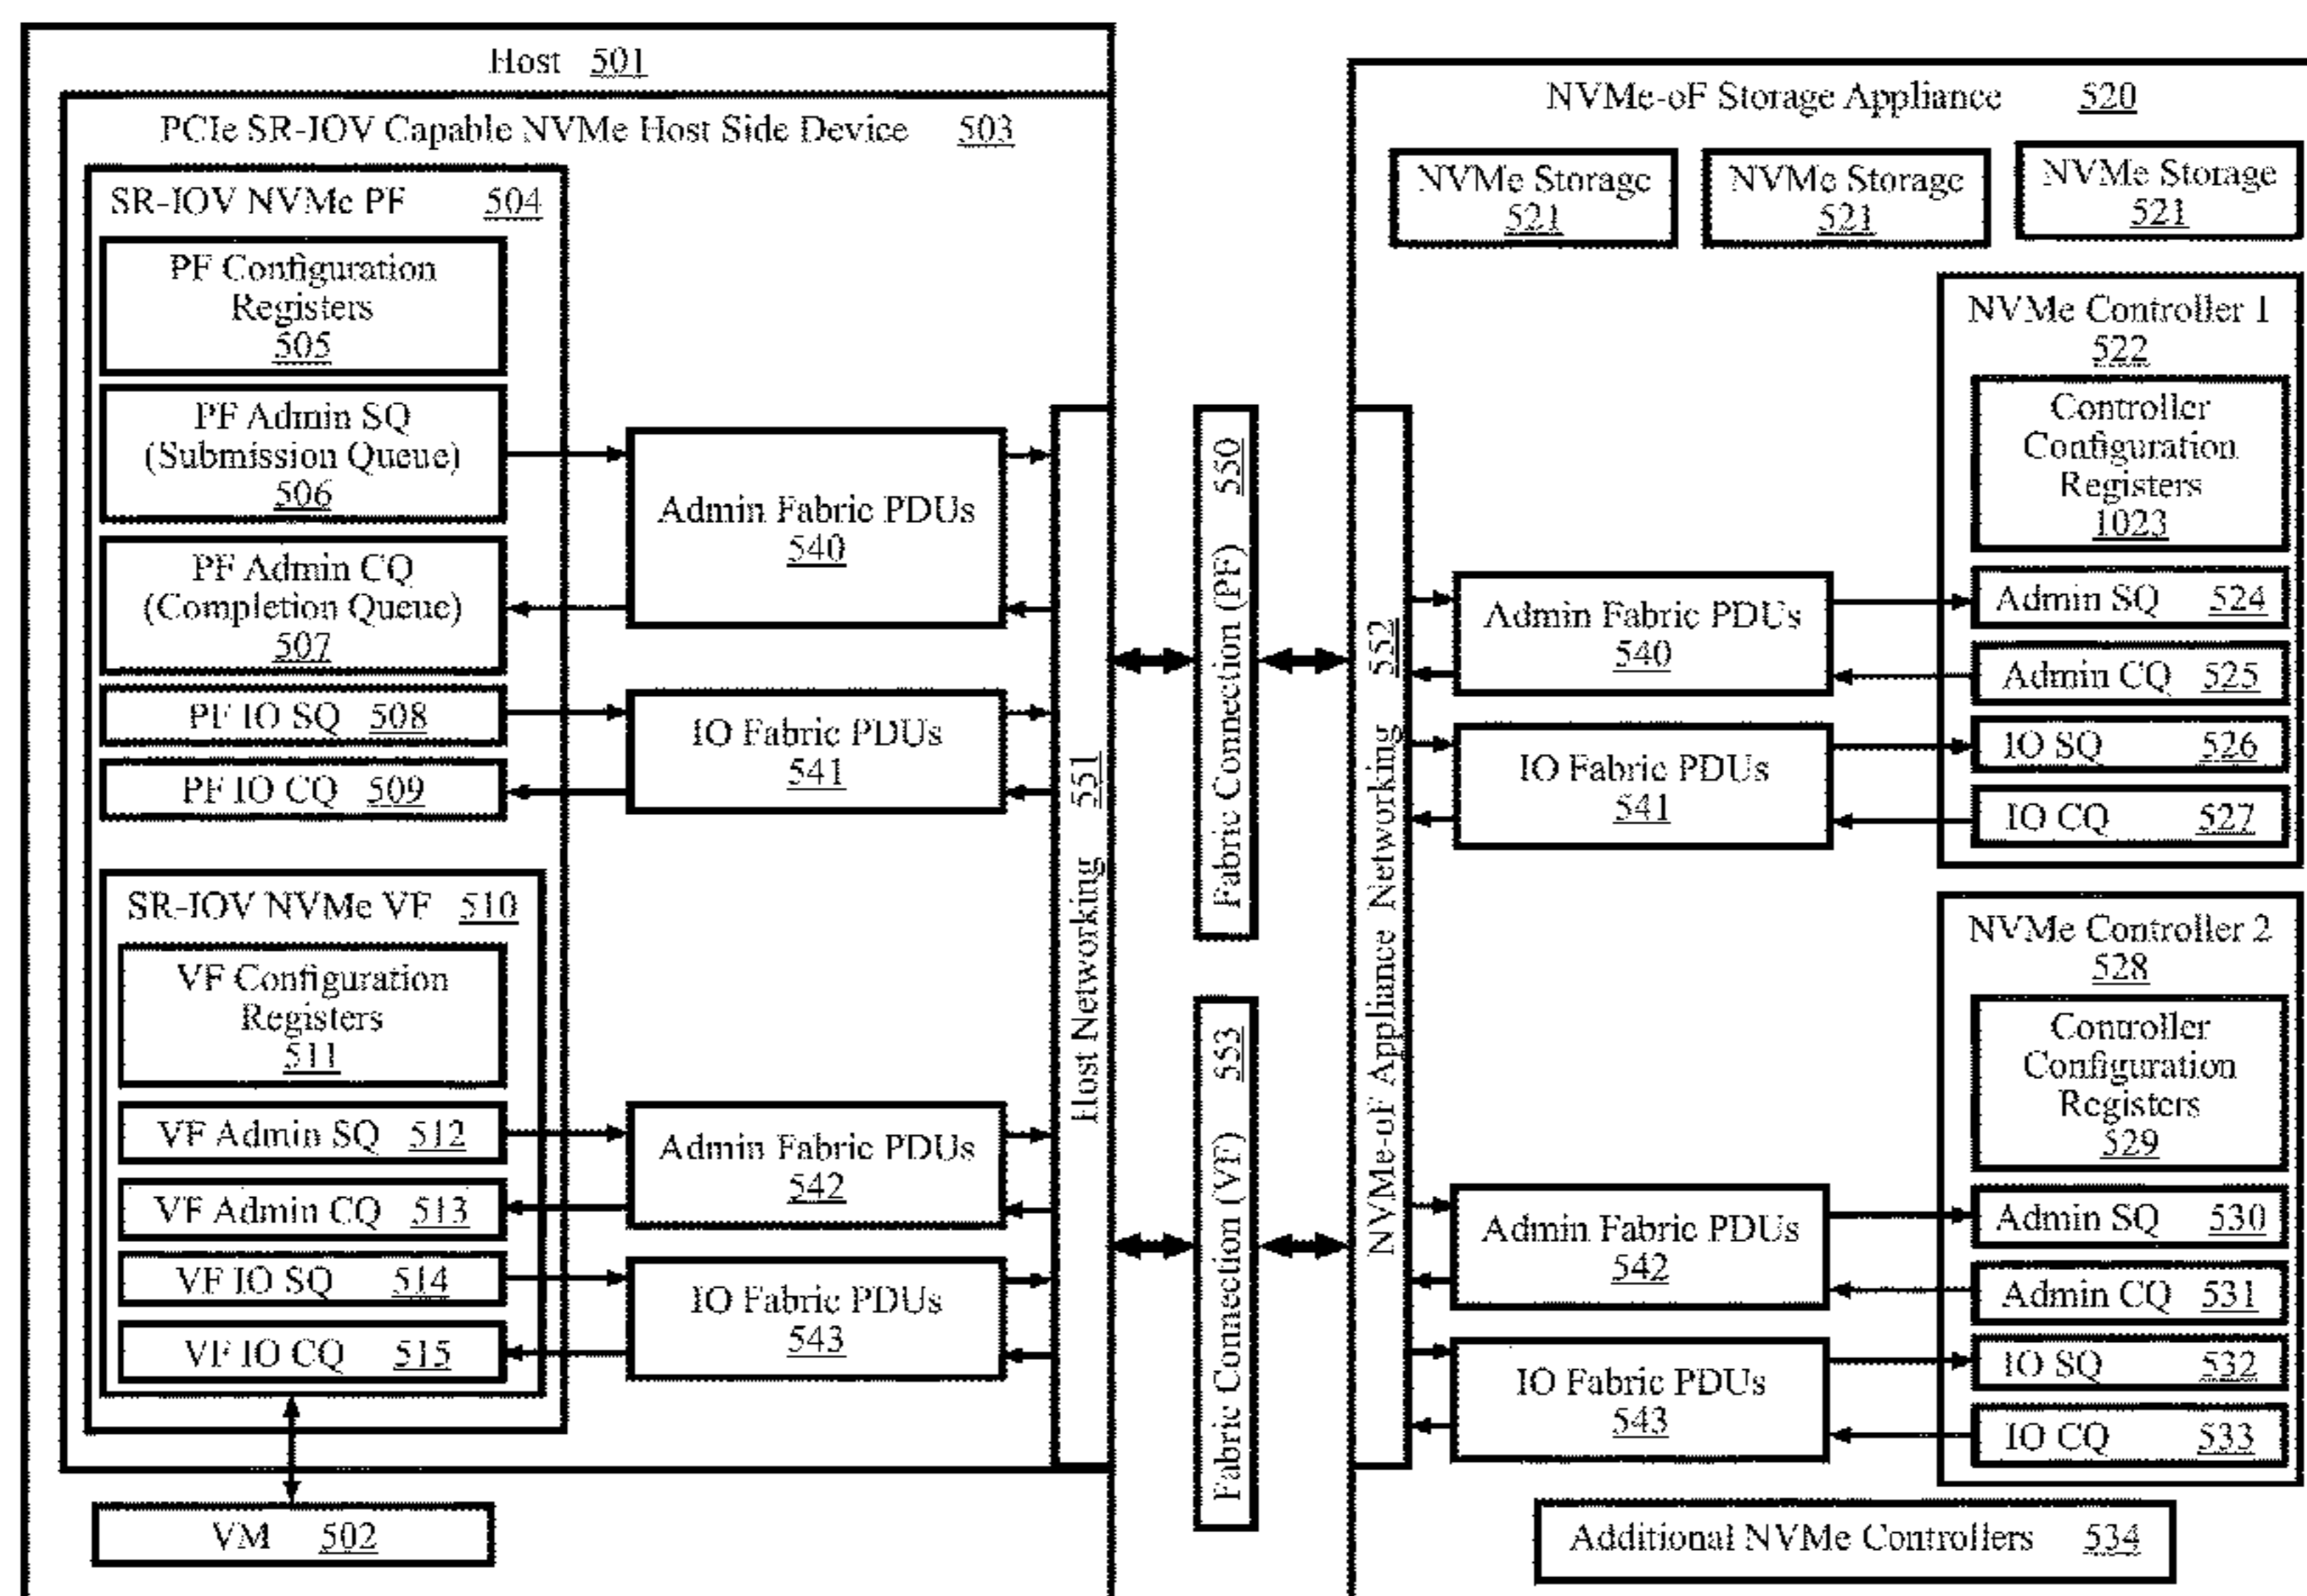 Host 501
PCIe SR-IOV Capable NVMe Host Side Device 503
SR-IOV NVMe PF 504
PF Configuration
Registers
505
PF Admin SQ
(Submission Queue)
506
PF Admin CQ
(Completion Queue)
507
PF IO SQ 508
PF IO CQ 509
SR-IOV NVMe VF 510
VF Configuration
Registers
511
VF Admin SQ 512
VF Admin CQ 513
VF IO SQ 514
VF IO CQ 515
VM 502
Admin Fabric PDUs
540
IO Fabric PDUs
541
Admin Fabric PDUs
542
IO Fabric PDUs
543
Host Networking 551
Fabric Connection (PF) 550
Fabric Connection (VF) 553
NVMe-oF Storage Appliance 520
NVMe Storage
521
NVMe Storage
521
NVMe Storage
521
NVMe-oF Appliance Networking 552
Admin Fabric PDUs
540
IO Fabric PDUs
541
Admin Fabric PDUs
542
IO Fabric PDUs
543
NVMe Controller 1
522
Controller
Configuration
Registers
1023
Admin SQ 524
Admin CQ 525
IO SQ 526
IO CQ 527
NVMe Controller 2
528
Controller
Configuration
Registers
529
Admin SQ 530
Admin CQ 531
IO SQ 532
IO CQ 533
Additional NVMe Controllers 534